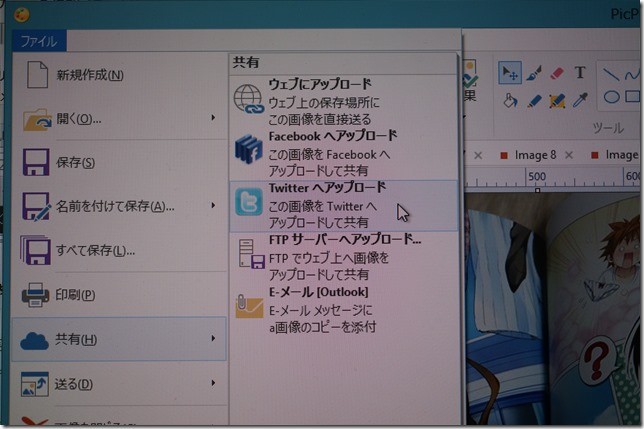 PicP
ファイル
新規作成(N)
開く(O)...
保存(S)
名前を付けて保存(A)...
すべて保存(L)...
印刷(P)
共有(H)
送る(D)
共有
ウェブにアップロード
ウェブ上の保存場所に
この画像を直接送る
Facebook へアップロード
この画像を Facebook へ
アップロードして共有
Twitter へアップロード
この画像を Twitter へ
アップロードして共有
FTP サーバーへアップロード...
FTP でウェブ上へ画像を
アップロードして共有
E-メール [Outlook]
E-メール メッセージに
a画像のコピーを添付
T
果
ツール
Image 8
Image
500
600
?